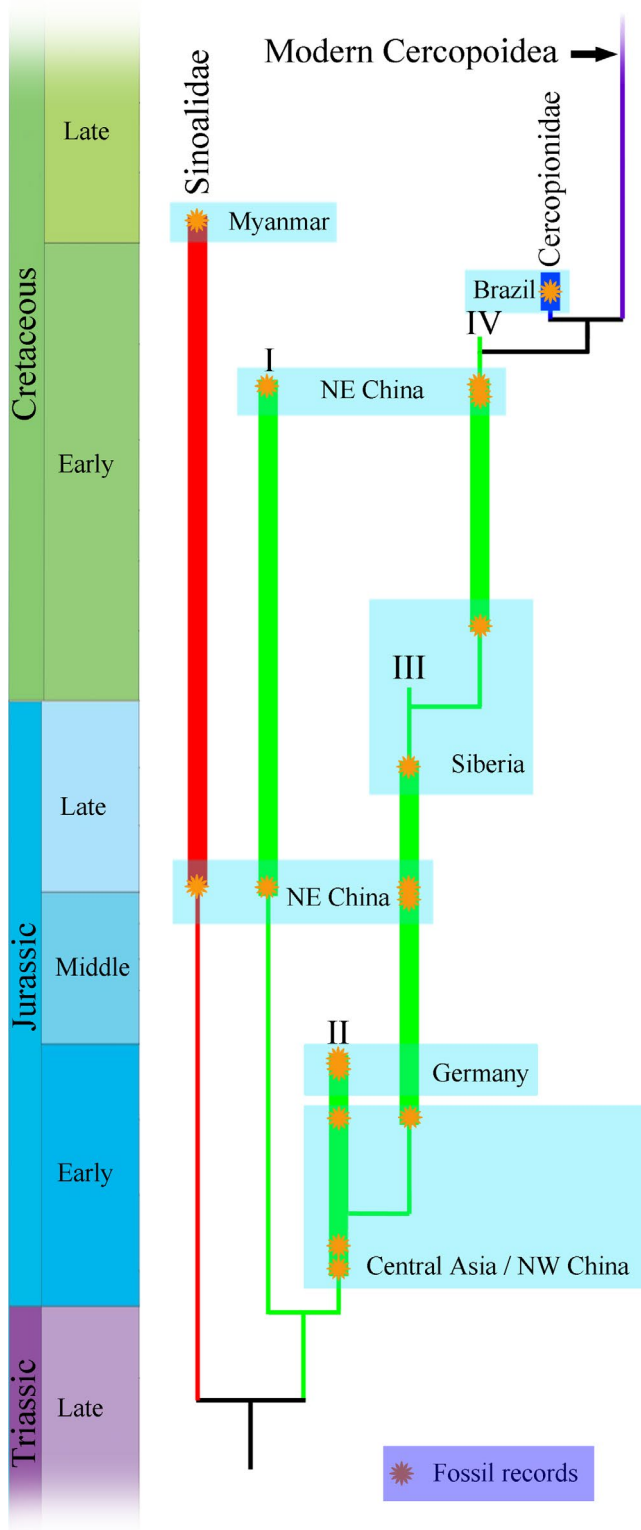 Modern Cercopoidea
Late
Sinoalidae
Cercopionidae
Myanmar
Brazil
IV
Cretaceous
I
NE China
Early
III
Siberia
Late
NE China
Jurassic
Middle
II
Germany
Early
Central Asia / NW China
Triassic
Late
Fossil records